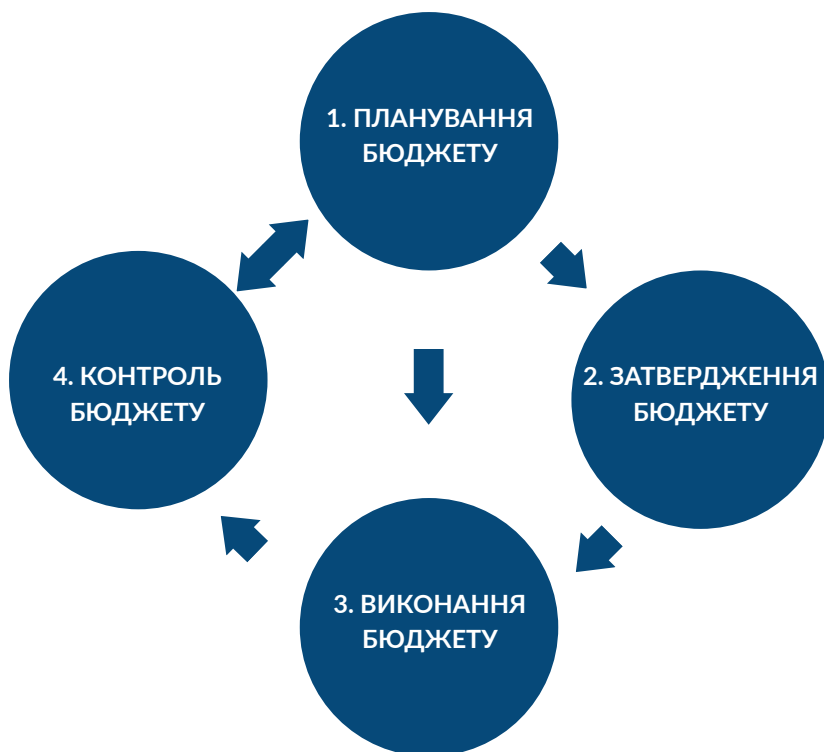 1. ПЛАНУВАННЯ
БЮДЖЕТУ
2. ЗАТВЕРДЖЕННЯ
БЮДЖЕТУ
3. ВИКОНАННЯ
БЮДЖЕТУ
4. КОНТРОЛЬ
БЮДЖЕТУ